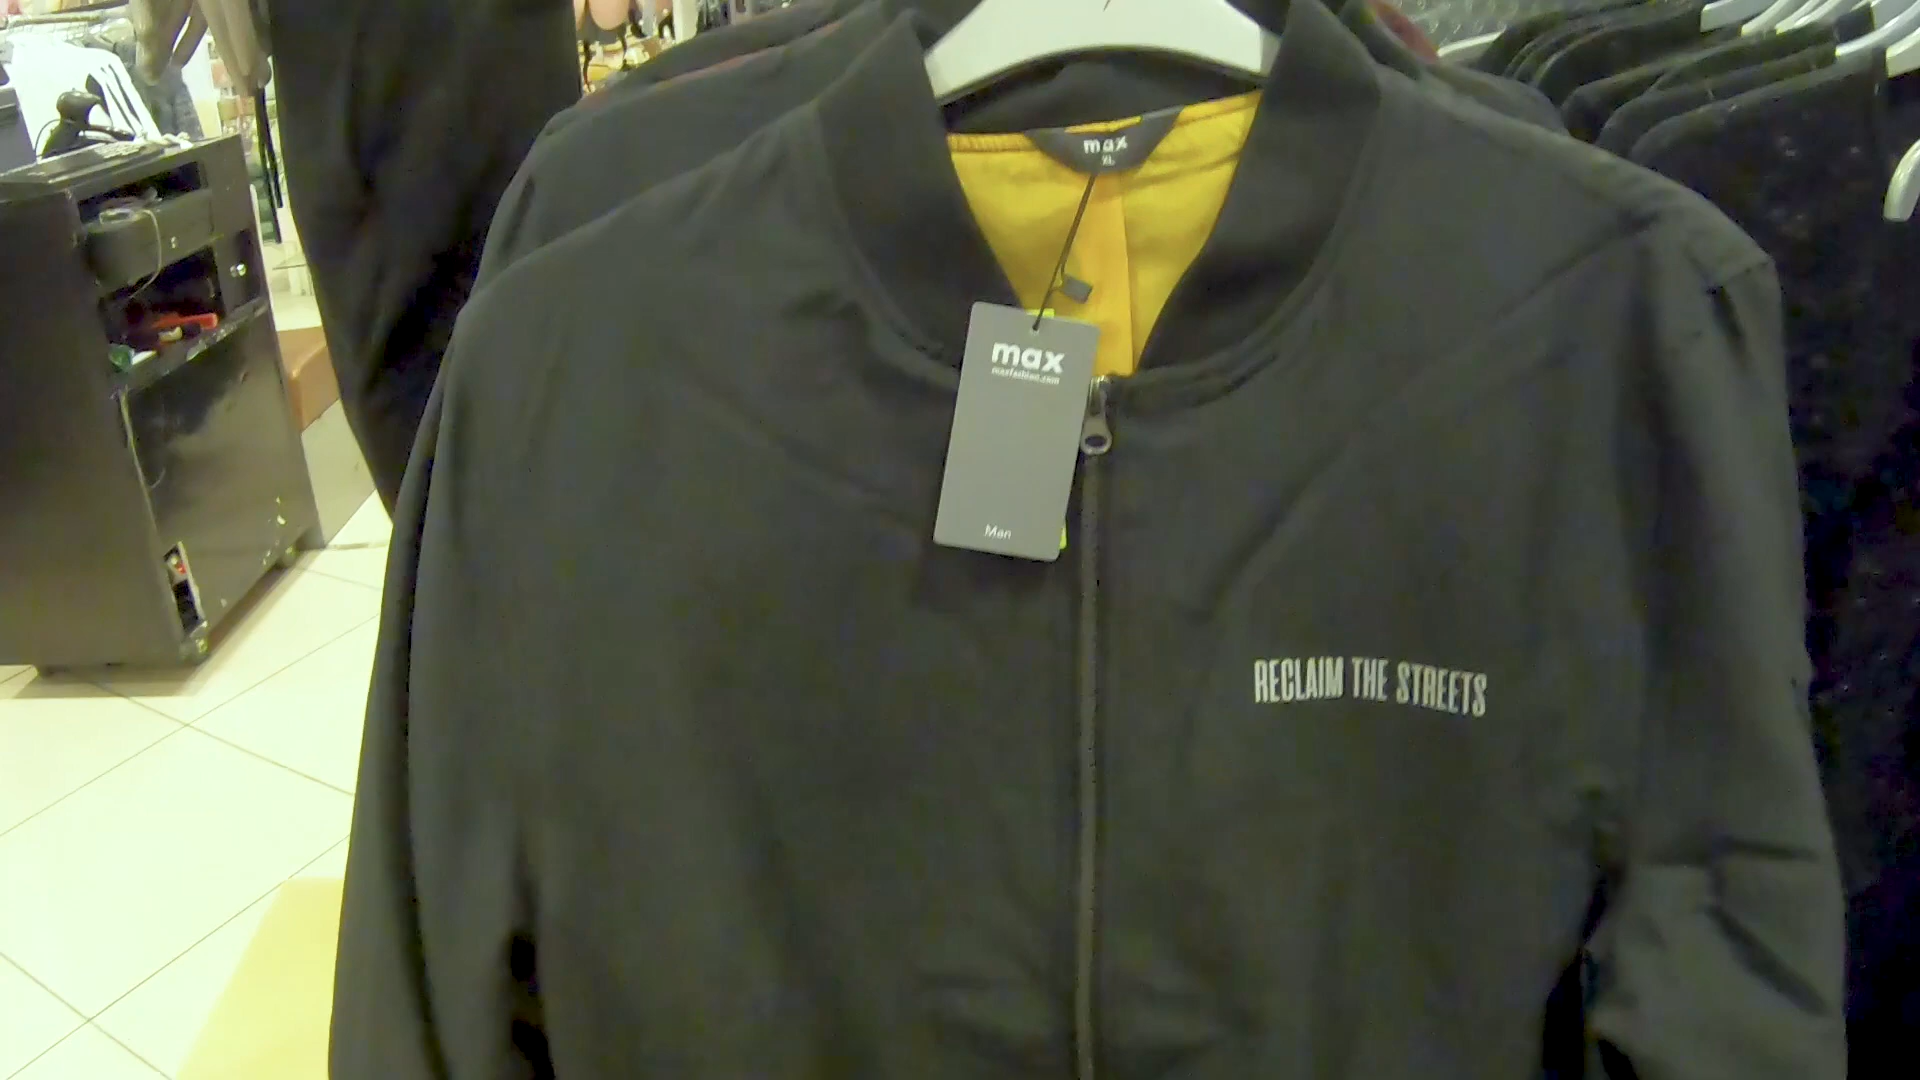 max
XL
max
maxfashion.com
Man
RECLAIM THE STREETS